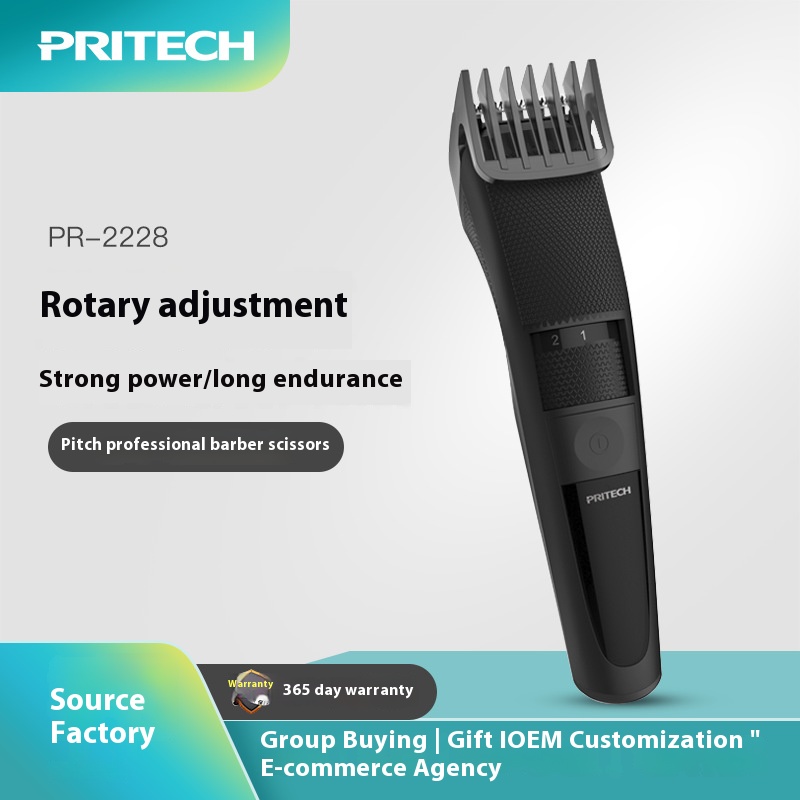 PRITECH
PR-2228
Rotary adjustment
Strong power/long endurance
Pitch professional barber scissors
2 1
PRITECH
Warranty
365 day warranty
Source
Factory
Group Buying | Gift IOEM Customization "
E-commerce Agency